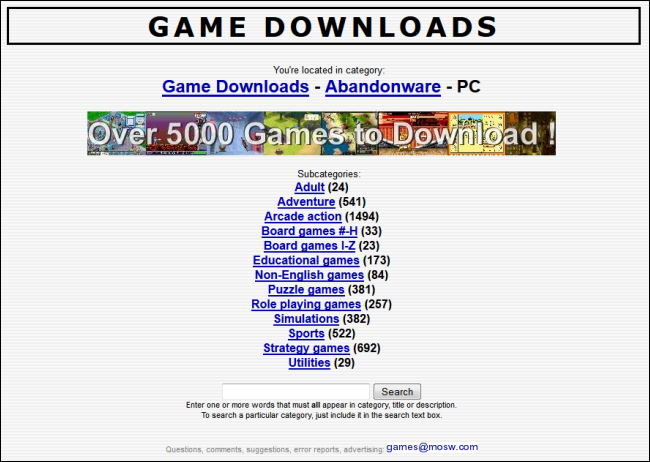 GAME DOWNLOADS
You're located in category:
Game Downloads - Abandonware - PC
Over 5000 Games to Download !
Subcategories:
Adult (24)
Adventure (541)
Arcade action (1494)
Board games #-H (33)
Board games I-Z (23)
Educational games (173)
Non-English games (84)
Puzzle games (381)
Role playing games (257)
Simulations (382)
Sports (522)
Strategy games (692)
Utilities (29)
Search
Enter one or more words that must all appear in category, title or description.
To search a particular category, just include it in the search text box.
Questions, comments, suggestions, error reports, advertising: games@mosw.com